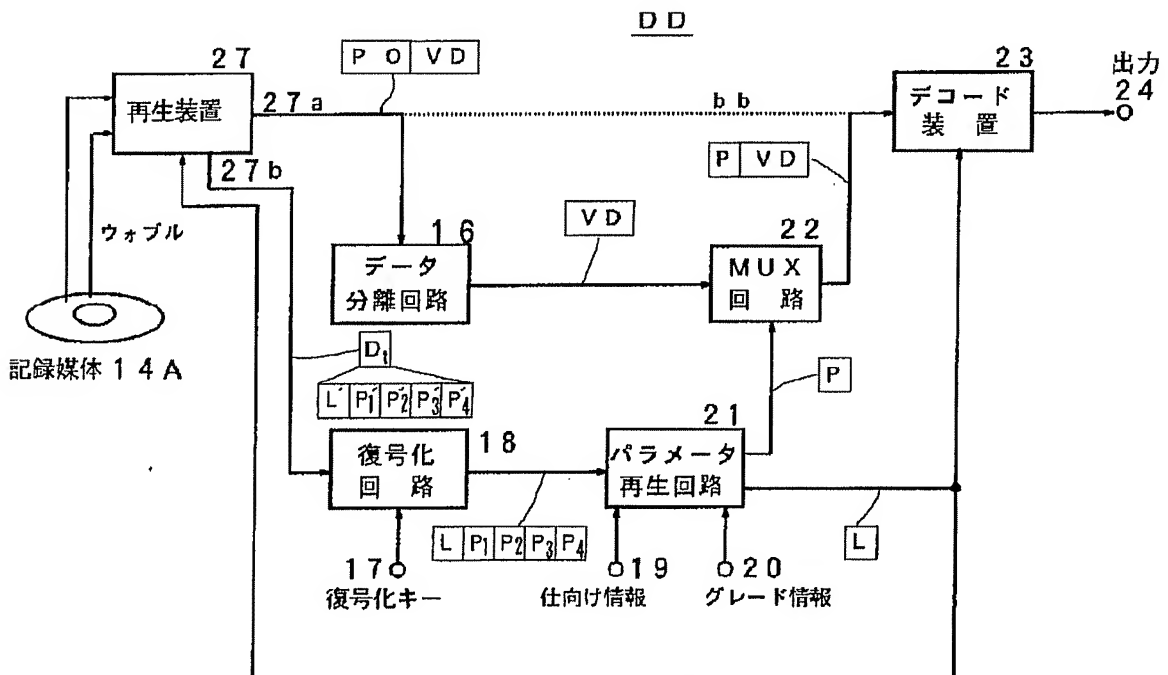 DD
27
PO VD
23
出力
24
再生装置
27a
bb
デコード
装置
27b
P VD
ウォブル
VD
16
22
データ
分離回路
MUX
回路
記録媒体14A
Dt
P
L' P1' P2' P3' P4'
21
復号化
回路
18
パラメータ
再生回路
L P1 P2 P3 P4
L
17
19
20
復号化キー
仕向け情報
グレード情報